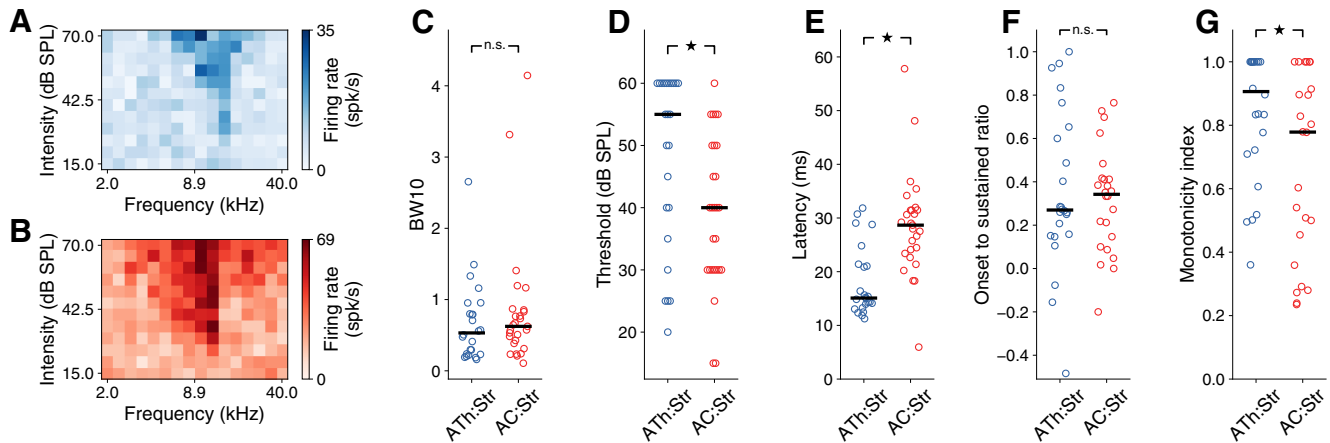 A
Intensity (dB SPL)
70.0
42.5
15.0
2.0
8.9
40.0
Frequency (kHz)
35
0
Firing rate
(spk/s)
B
Intensity (dB SPL)
70.0
42.5
15.0
2.0
8.9
40.0
Frequency (kHz)
69
0
Firing rate
(spk/s)
C
n.s.
BW10
4
3
2
1
0
ATh:Str
AC:Str
D
★
Threshold (dB SPL)
60
50
40
30
20
ATh:Str
AC:Str
E
★
Latency (ms)
60
50
40
30
20
10
0
ATh:Str
AC:Str
F
n.s.
Onset to sustained ratio
1.0
0.8
0.6
0.4
0.2
0.0
−0.2
−0.4
ATh:Str
AC:Str
G
★
Monotonicity index
1.0
0.8
0.6
0.4
0.2
0.0
ATh:Str
AC:Str